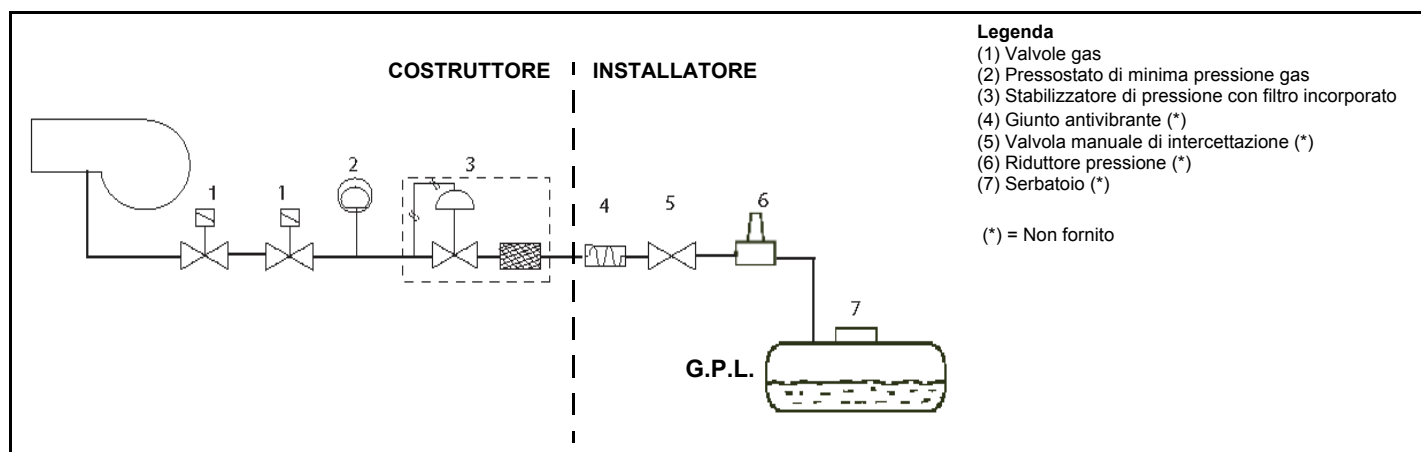 COSTRUTTORE INSTALLATORE
Legenda
(1) Valvole gas
(2) Pressostato di minima pressione gas
(3) Stabilizzatore di pressione con filtro incorporato
(4) Giunto antivibrante (*)
(5) Valvola manuale di intercettazione (*)
(6) Riduttore pressione (*)
(7) Serbatoio (*)
(*) = Non fornito
1 1 2 3 4 5 6
7
G.P.L.